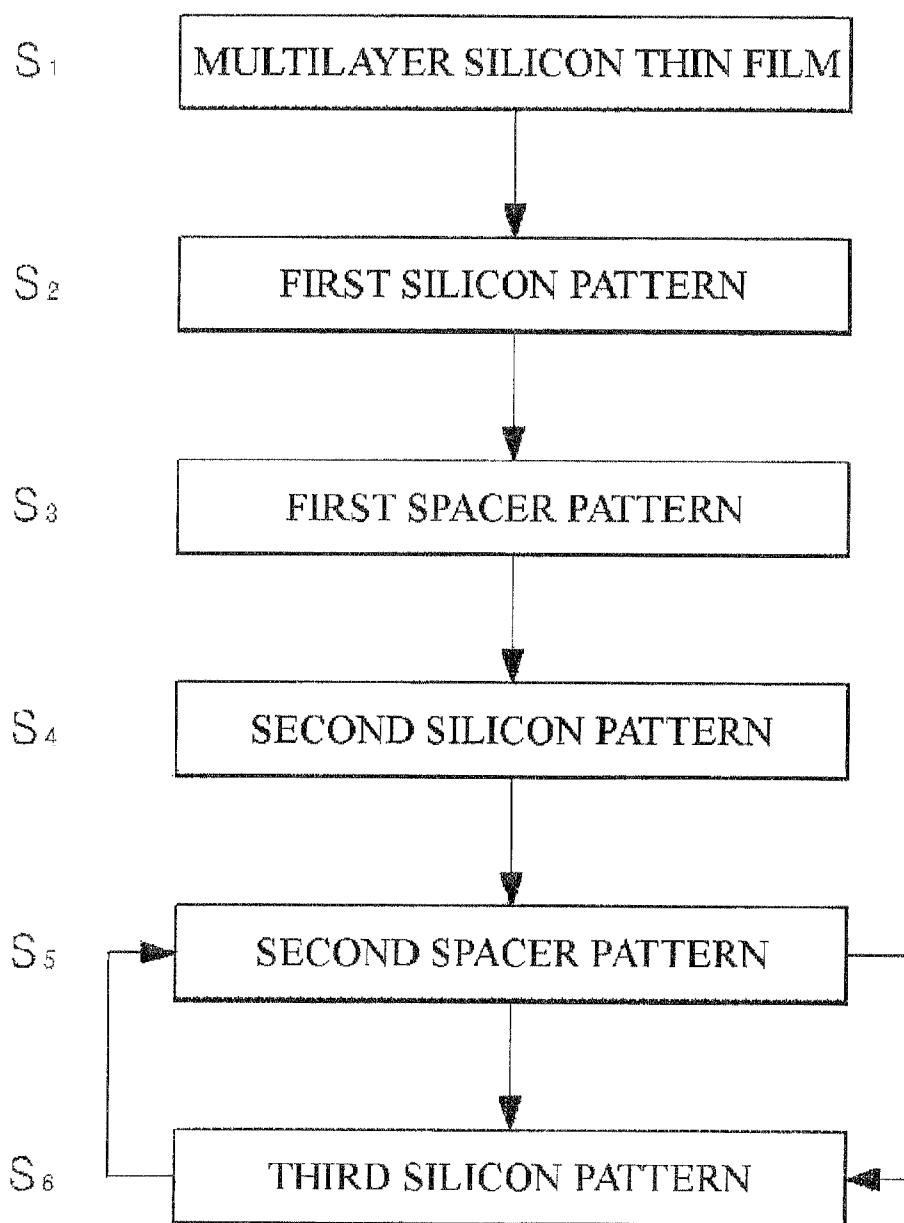 S1 MULTILAYER SILICON THIN FILM
S2 FIRST SILICON PATTERN
S3 FIRST SPACER PATTERN
S4 SECOND SILICON PATTERN
S5 SECOND SPACER PATTERN
S6 THIRD SILICON PATTERN